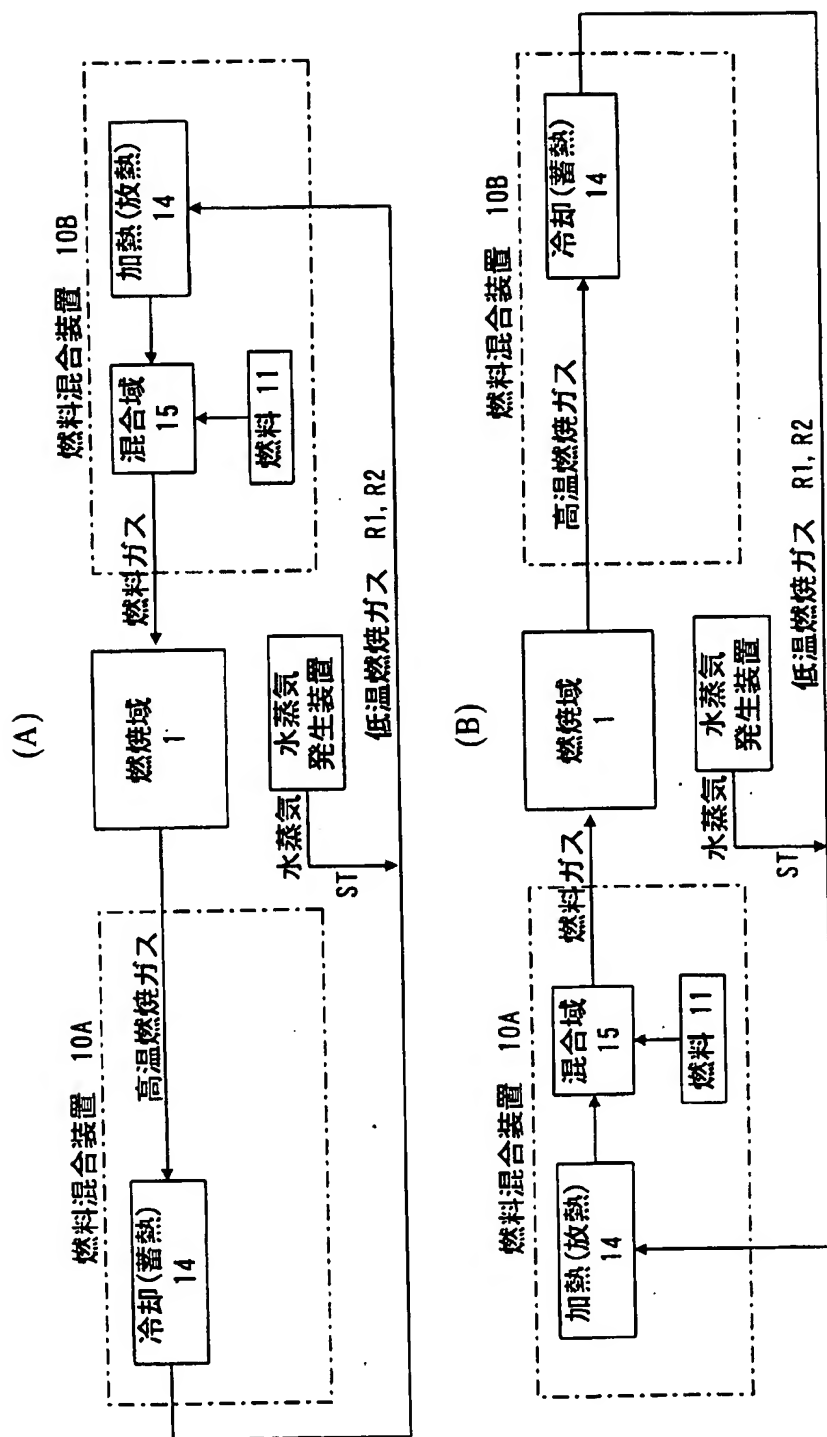 (A)
燃料混合装置 10A
冷却(蓄熱)
14
高温燃焼ガス
燃焼域
1
燃料ガス
燃料混合装置 10B
混合域
15
加熱(放熱)
14
燃料 11
水蒸気
発生装置
水蒸気
ST
低温燃焼ガス R1, R2
(B)
燃料混合装置 10A
加熱(放熱)
14
混合域
15
燃料 11
燃料ガス
燃焼域
1
高温燃焼ガス
燃料混合装置 10B
冷却(蓄熱)
14
水蒸気
発生装置
水蒸気
ST
低温燃焼ガス R1, R2